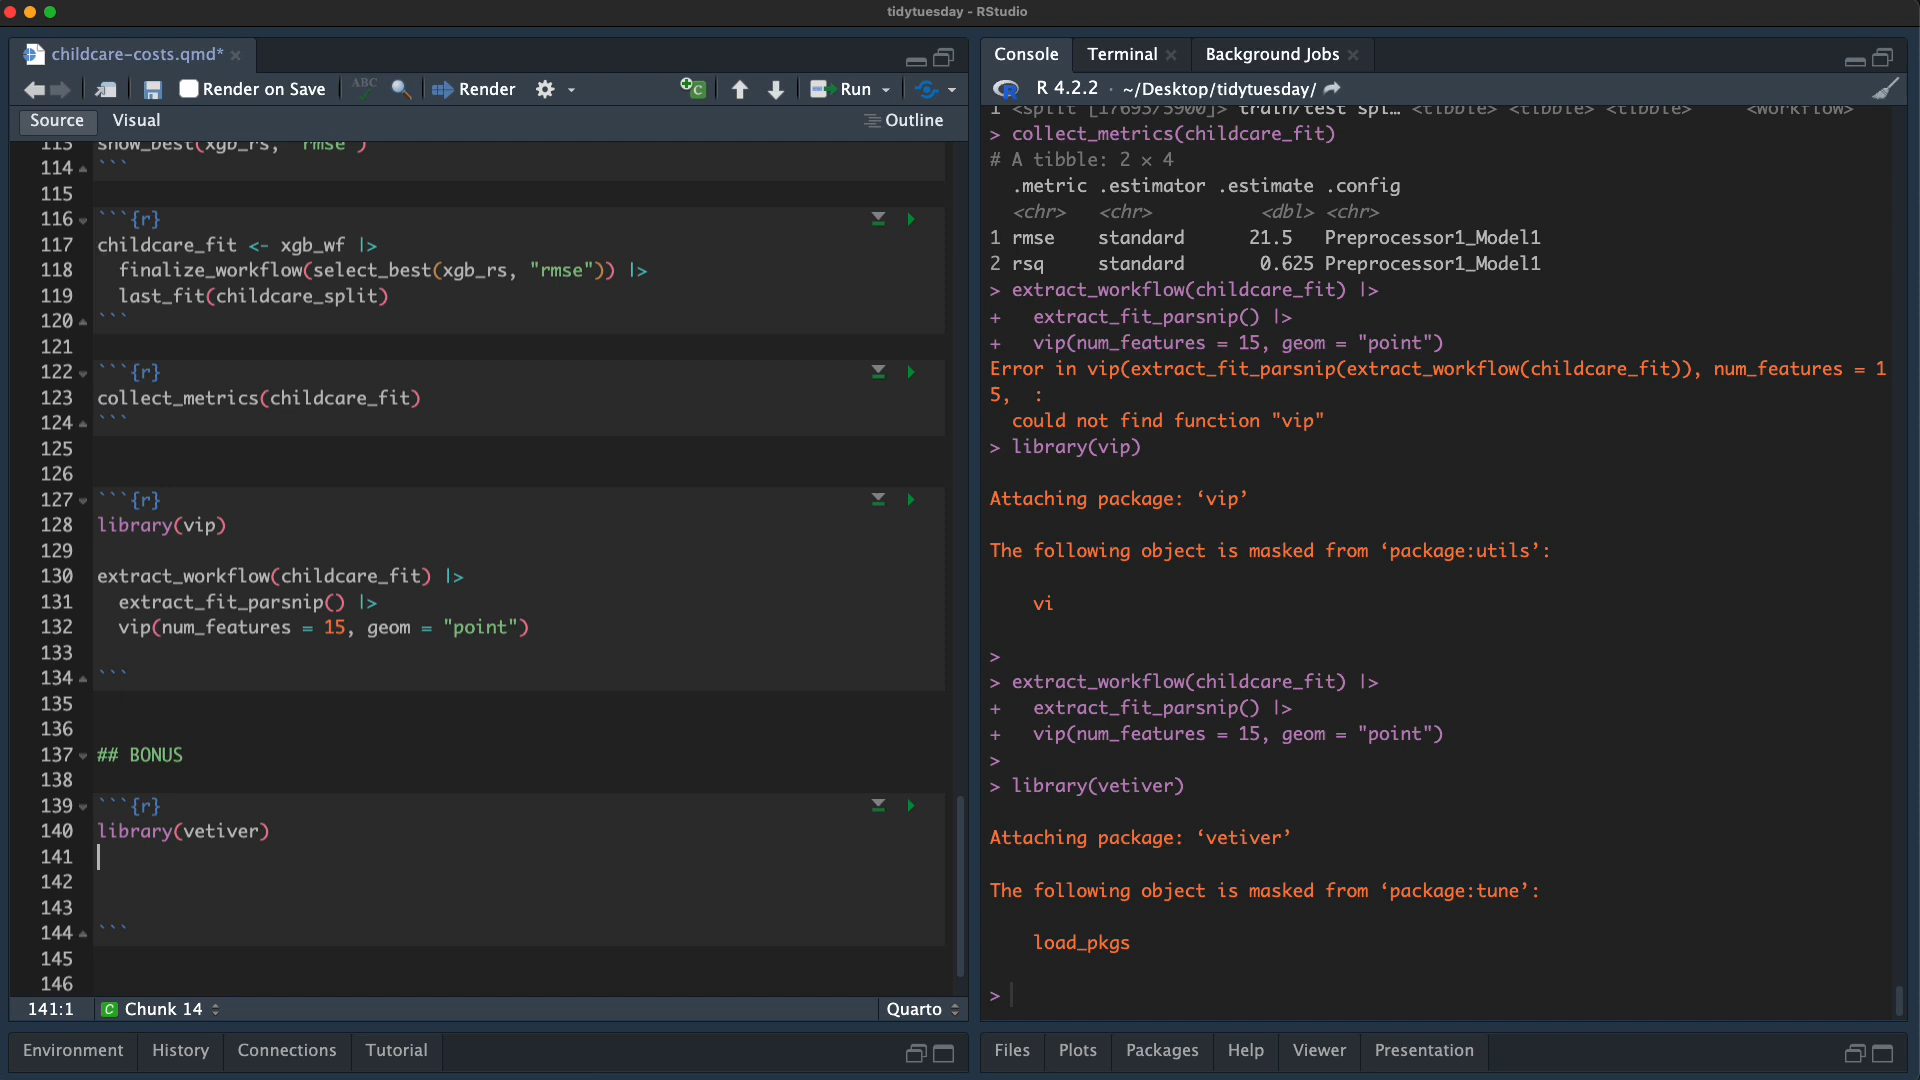 tidytuesday - RStudio
childcare-costs.qmd*
Render on Save
ABC
Render
Run
Source
Visual
Outline
113 show_best(xgb_rs, "rmse")
114 ```
115
116 ```{r}
117 childcare_fit <- xgb_wf |>
118   finalize_workflow(select_best(xgb_rs, "rmse")) |>
119   last_fit(childcare_split)
120 ```
121
122 ```{r}
123 collect_metrics(childcare_fit)
124 ```
125
126
127 ```{r}
128 library(vip)
129
130 extract_workflow(childcare_fit) |>
131   extract_fit_parsnip() |>
132   vip(num_features = 15, geom = "point")
133
134 ```
135
136
137 ## BONUS
138
139 ```{r}
140 library(vetiver)
141
142
143
144 ```
145
146
141:1
C Chunk 14
Quarto
Environment
History
Connections
Tutorial
Console
Terminal
Background Jobs
R 4.2.2 · ~/Desktop/tidytuesday/
1 <split [17693/5900]> train/test spl… <tibble> <tibble> <tibble>     <workflow>
> collect_metrics(childcare_fit)
# A tibble: 2 × 4
  .metric .estimator .estimate .config
  <chr>   <chr>          <dbl> <chr>
1 rmse    standard      21.5   Preprocessor1_Model1
2 rsq     standard       0.625 Preprocessor1_Model1
> extract_workflow(childcare_fit) |>
+   extract_fit_parsnip() |>
+   vip(num_features = 15, geom = "point")
Error in vip(extract_fit_parsnip(extract_workflow(childcare_fit)), num_features = 1
5,  :
  could not find function "vip"
> library(vip)
Attaching package: ‘vip’
The following object is masked from ‘package:utils’:
    vi
>
> extract_workflow(childcare_fit) |>
+   extract_fit_parsnip() |>
+   vip(num_features = 15, geom = "point")
>
> library(vetiver)
Attaching package: ‘vetiver’
The following object is masked from ‘package:tune’:
    load_pkgs
>
Files
Plots
Packages
Help
Viewer
Presentation